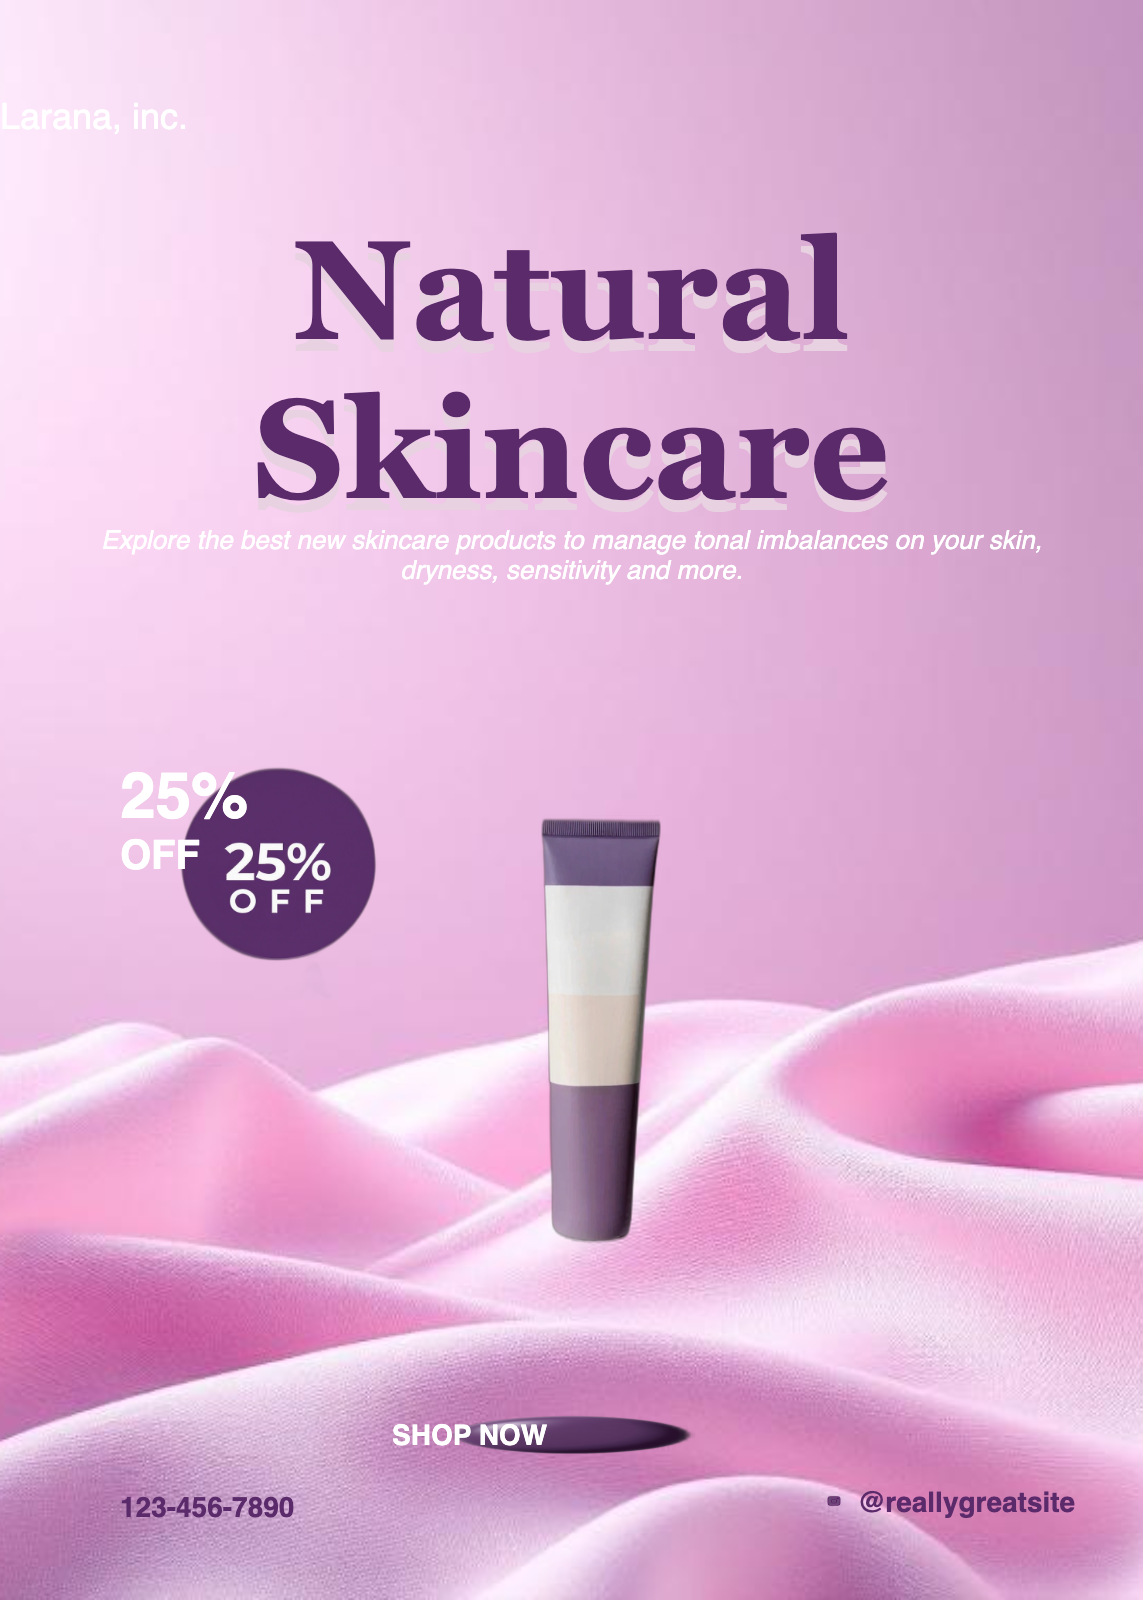 Larana, inc.
Natural
Skincare
Explore the best new skincare products to manage tonal imbalances on your skin,
dryness, sensitivity and more.
25%
OFF
25%
OFF
SHOP NOW
123-456-7890
@reallygreatsite